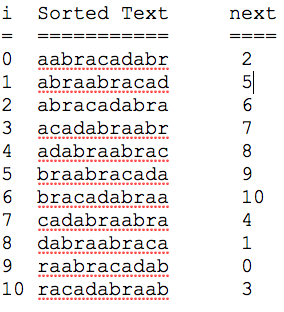 i Sorted Text next
= =========== ====
0 aabracadabr 2
1 abraabracad 5
2 abracadabra 6
3 acadabraabr 7
4 adabraabrac 8
5 braabracada 9
6 bracadabraa 10
7 cadabraabra 4
8 dabraabraca 1
9 raabracadab 0
10 racadabraab 3